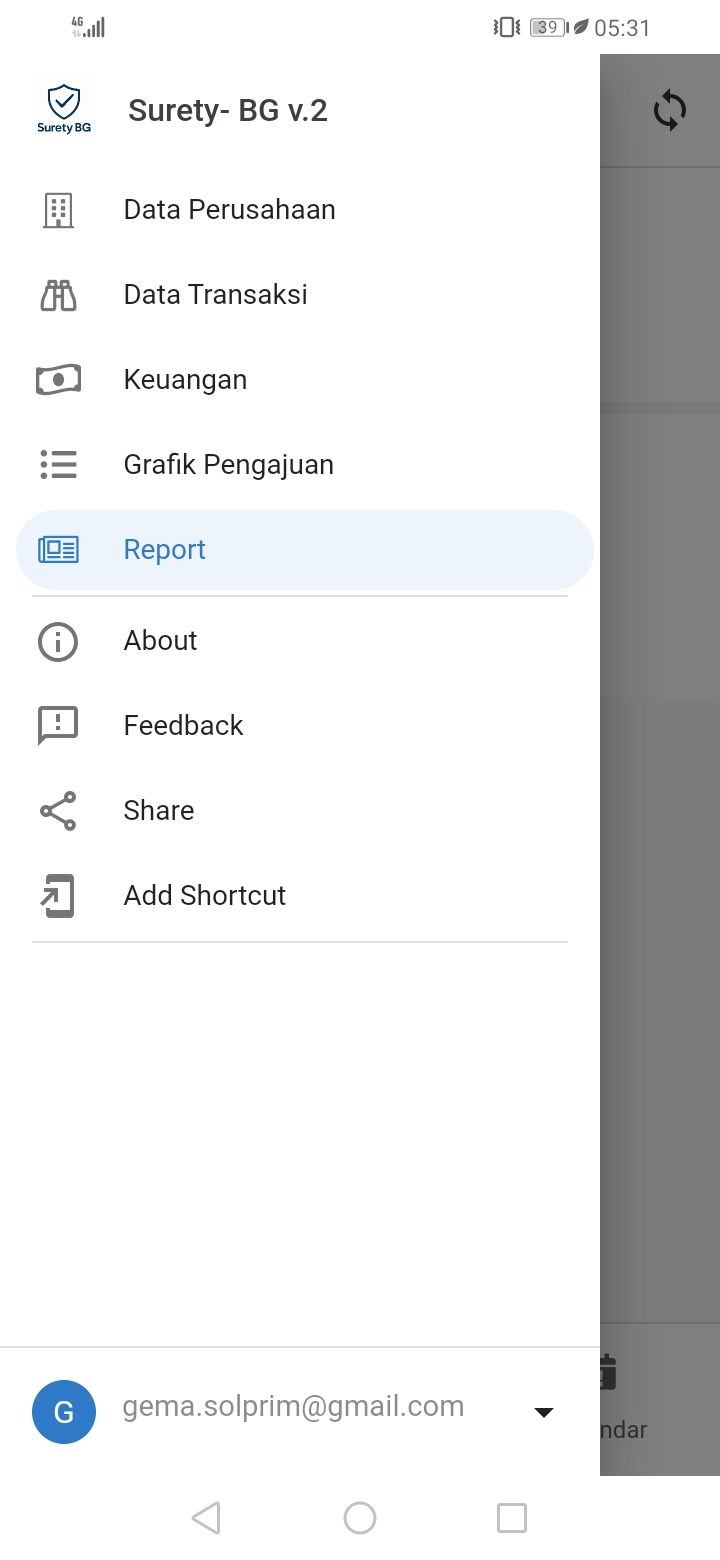 4G 39 05:31
Surety BG
Surety- BG v.2
Data Perusahaan
Data Transaksi
Keuangan
Grafik Pengajuan
Report
About
Feedback
Share
Add Shortcut
G gema.solprim@gmail.com
ndar